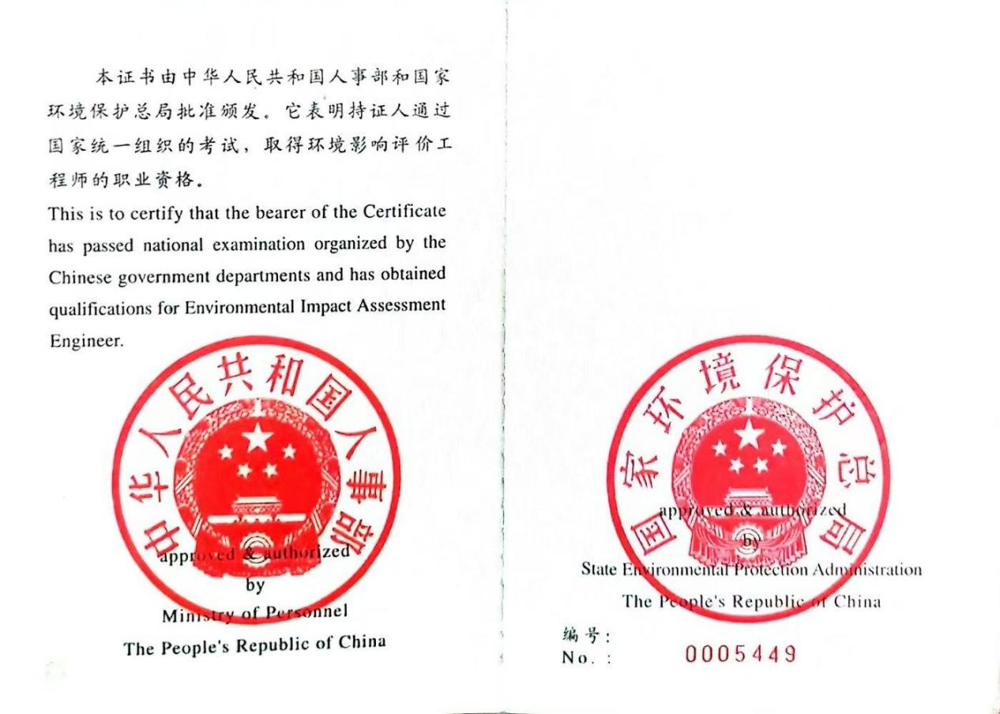 本证书由中华人民共和国人事部和国家
环境保护总局批准颁发。它表明持证人通过
国家统一组织的考试，取得环境影响评价工
程师的职业资格。
This is to certify that the bearer of the Certificate
has passed national examination organized by the
Chinese government departments and has obtained
qualifications for Environmental Impact Assessment
Engineer.
中华人民共和国人事部
approved & authorized
by
Ministry of Personnel
The People's Republic of China
国家环境保护总局
approved & authorized
by
State Environmental Protection Administration
The People's Republic of China
编号：
No. : 0005449